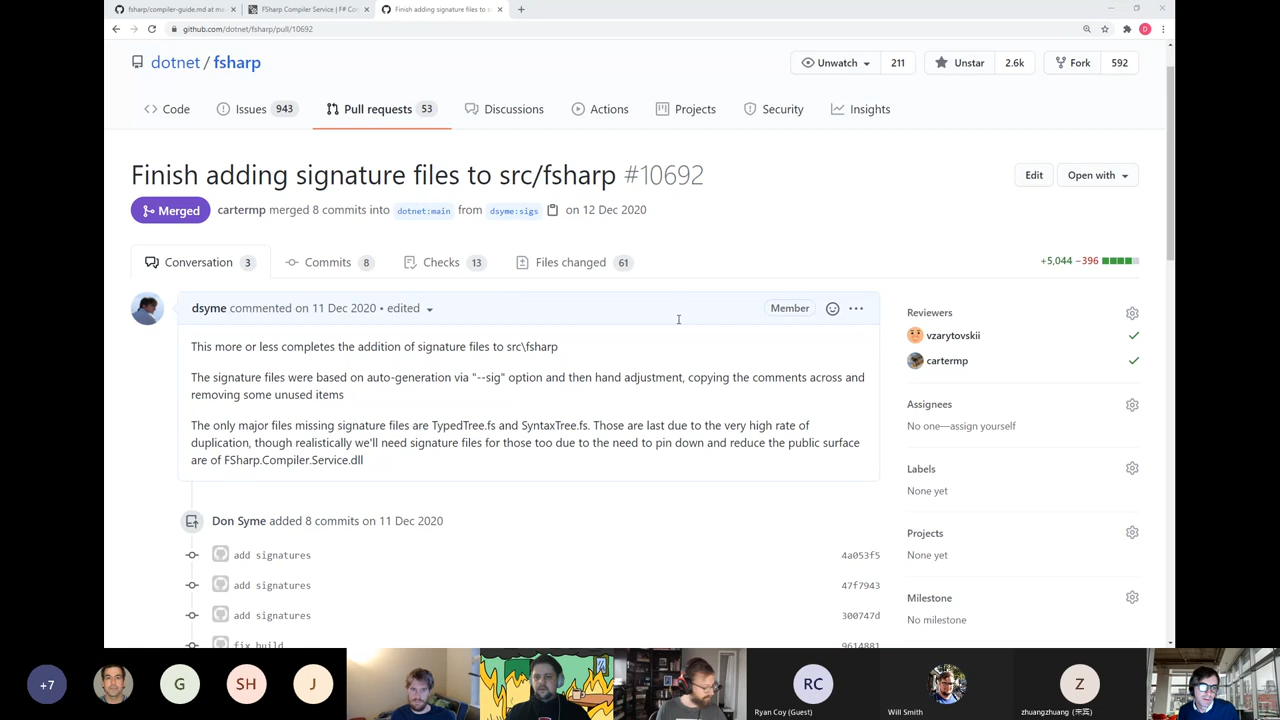 fsharp/compiler-guide.md at ma
FSharp Compiler Service | F# Co
Finish adding signature files to s
github.com/dotnet/fsharp/pull/10692
D
dotnet / fsharp
Unwatch 211
Unstar 2.6k
Fork 592
Code
Issues 943
Pull requests 53
Discussions
Actions
Projects
Security
Insights
Finish adding signature files to src/fsharp #10692
Edit
Open with
Merged
cartermp merged 8 commits into dotnet:main from dsyme:sigs on 12 Dec 2020
Conversation 3
Commits 8
Checks 13
Files changed 61
+5,044 −396
dsyme commented on 11 Dec 2020 • edited
Member
This more or less completes the addition of signature files to src\fsharp
The signature files were based on auto-generation via "--sig" option and then hand adjustment, copying the comments across and
removing some unused items
The only major files missing signature files are TypedTree.fs and SyntaxTree.fs. Those are last due to the very high rate of
duplication, though realistically we'll need signature files for those too due to the need to pin down and reduce the public surface
are of FSharp.Compiler.Service.dll
Reviewers
vzarytovskii
cartermp
Assignees
No one—assign yourself
Labels
None yet
Projects
None yet
Milestone
No milestone
Don Syme added 8 commits on 11 Dec 2020
add signatures 4a053f5
add signatures 47f7943
add signatures 300747d
fix build 9614881
+7
G
SH
J
RC
Ryan Coy (Guest)
Will Smith
Z